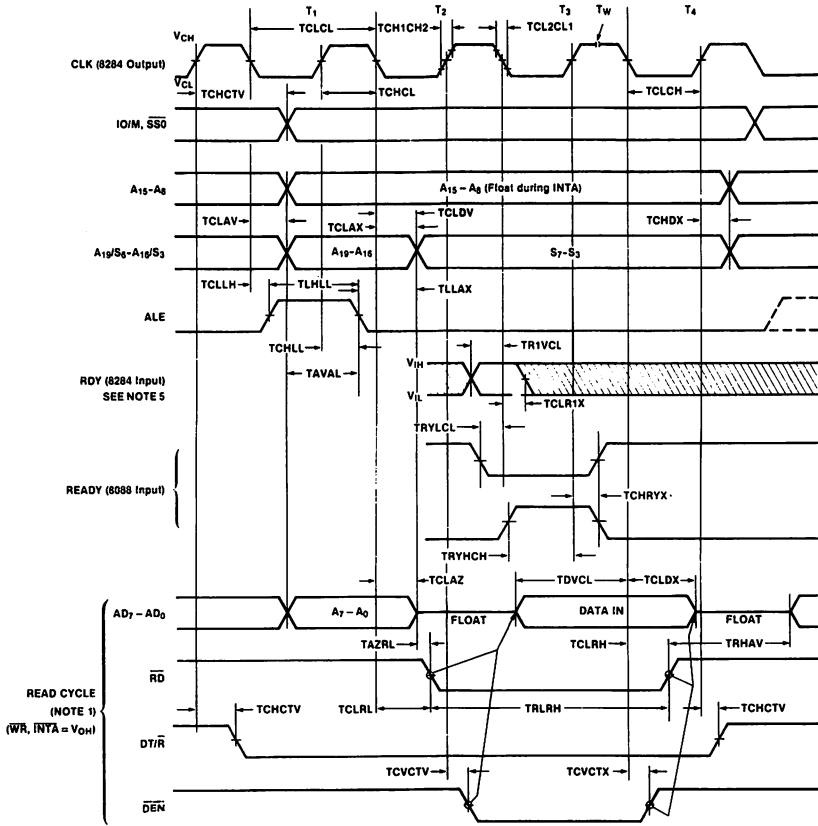 T1 T2 T3 TW T4
TCLCL TCH1CH2 TCL2CL1
VCH
CLK (8284 Output)
VCL
TCHCTV TCHCL TCLCH
IO/M, SS0
A15-A8 A15 – A8 (Float during INTA)
TCLAV TCLDV TCLAX TCHDX
A19/S6-A16/S3 A19-A16 S7-S3
TCLLH TLHLL TLLAX
ALE
TCHLL TR1VCL
TAVAL
VIH
RDY (8284 Input)
SEE NOTE 5
VIL
TCLR1X
TRYLCL
READY (8088 Input)
TCHRYX
TRYHCH
TCLAZ TDVCL TCLDX
AD7 – AD0 A7 – A0 FLOAT DATA IN FLOAT
TAZRL TCLRH TRHAV
RD
READ CYCLE
(NOTE 1)
(WR, INTA = VOH)
TCHCTV TCLRL TRLRH TCHCTV
DT/R
TCVCTV TCVCTX
DEN